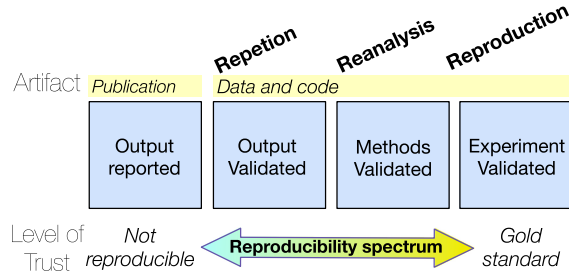 Repetion
Reanalysis
Reproduction
Artifact
Publication
Data and code
Output
reported
Output
Validated
Methods
Validated
Experiment
Validated
Level of
Trust
Not
reproducible
Reproducibility spectrum
Gold
standard